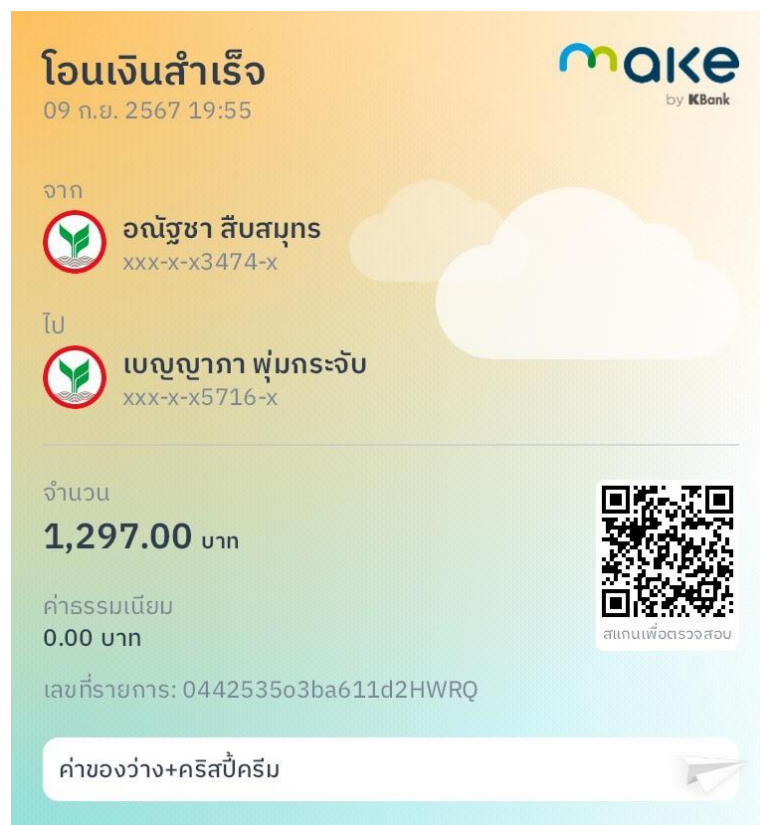 โอนเงินสำเร็จ
09 ก.ย. 2567 19:55
make
by KBank
จาก
อณัฐชา สืบสมุทร
xxx-x-x3474-x
ไป
เบญญาภา พุ่มกระจับ
xxx-x-x5716-x
จำนวน
1,297.00 บาท
ค่าธรรมเนียม
0.00 บาท
สแกนเพื่อตรวจสอบ
เลขที่รายการ: 0442535o3ba611d2HWRQ
ค่าของว่าง+คริสปี้ครีม